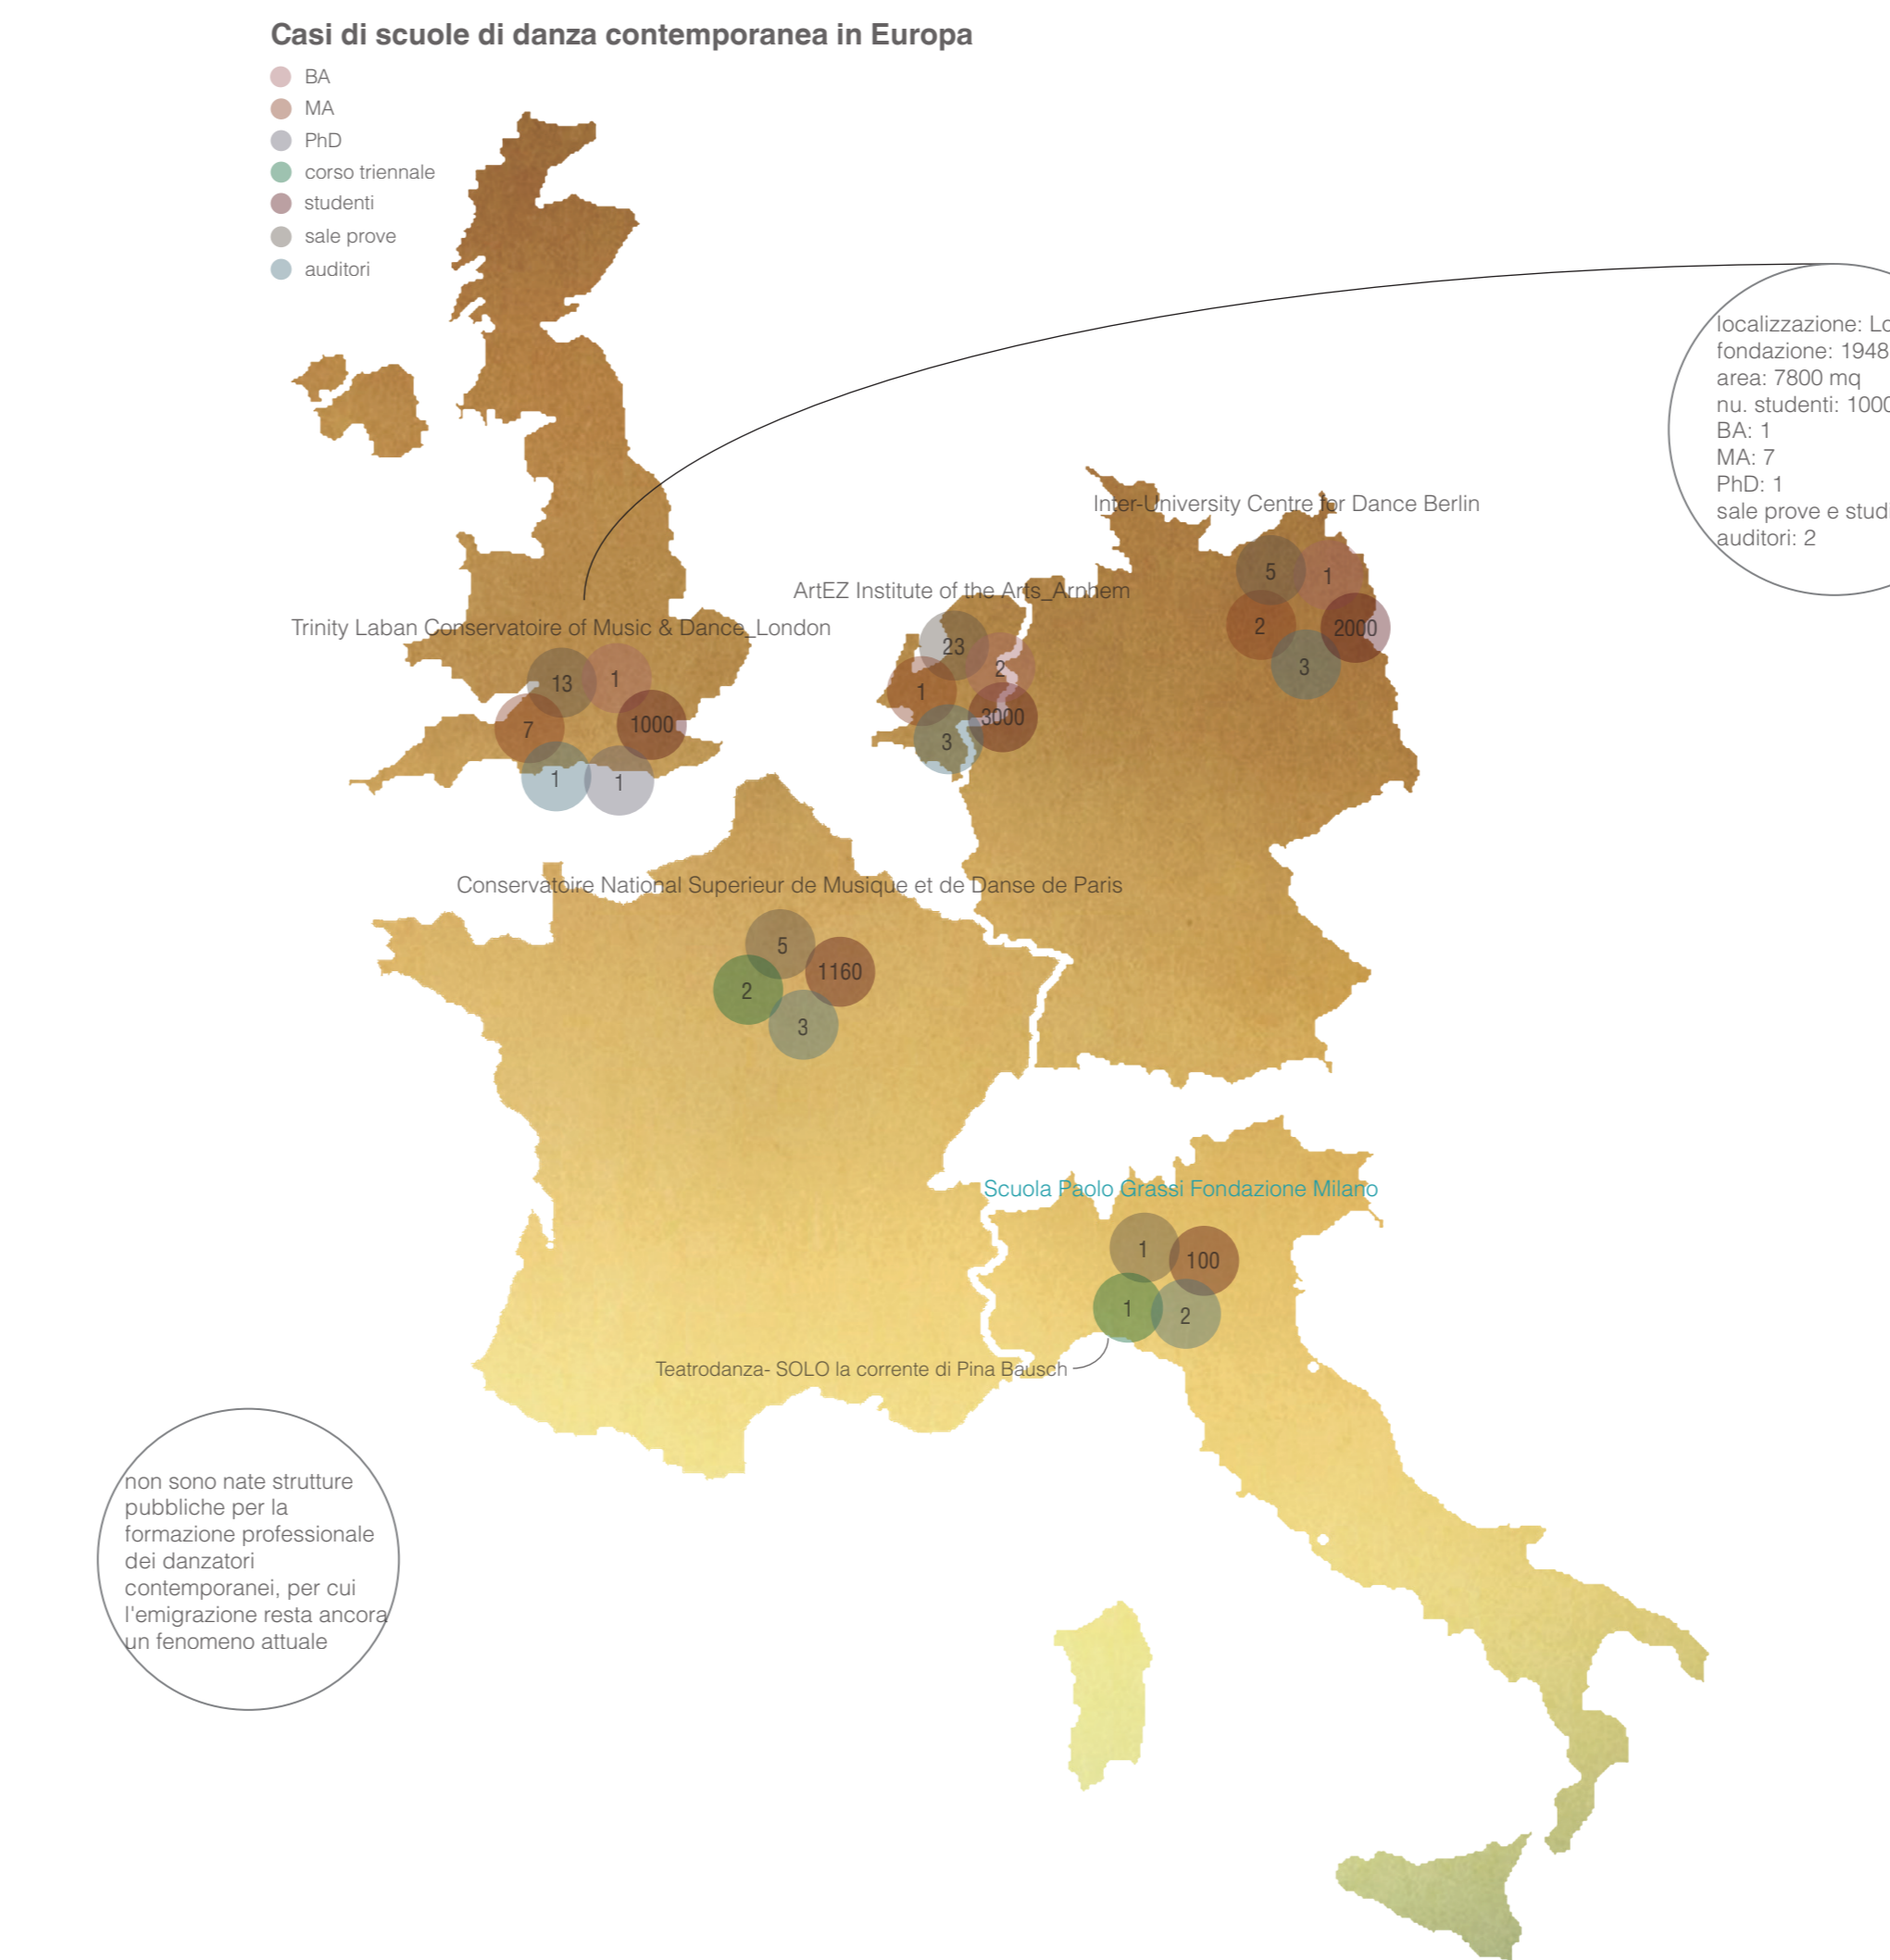 Casi di scuole di danza contemporanea in Europa
BA
MA
PhD
corso triennale
studenti
sale prove
auditori
localizzazione:
fondazione: 1948
area: 7800 mq
nu. studenti: 1000
BA: 1
MA: 7
PhD: 1
sale prove e
auditori: 2
Inter-University Centre for Dance Berlin
5
1
2
2000
3
ArtEZ Institute of the Arts_Arnhem
23
2
1
3000
3
Trinity Laban Conservatoire of Music & Dance_London
13
1
7
1000
1
1
Conservatoire National Superieur de Musique et de Danse de Paris
5
1160
2
3
Scuola Paolo Grassi Fondazione Milano
1
100
1
2
Teatrodanza- SOLO la corrente di Pina Bausch
non sono nate strutture
pubbliche per la
formazione professionale
dei danzatori
contemporanei, per cui
l'emigrazione resta ancora
un fenomeno attuale